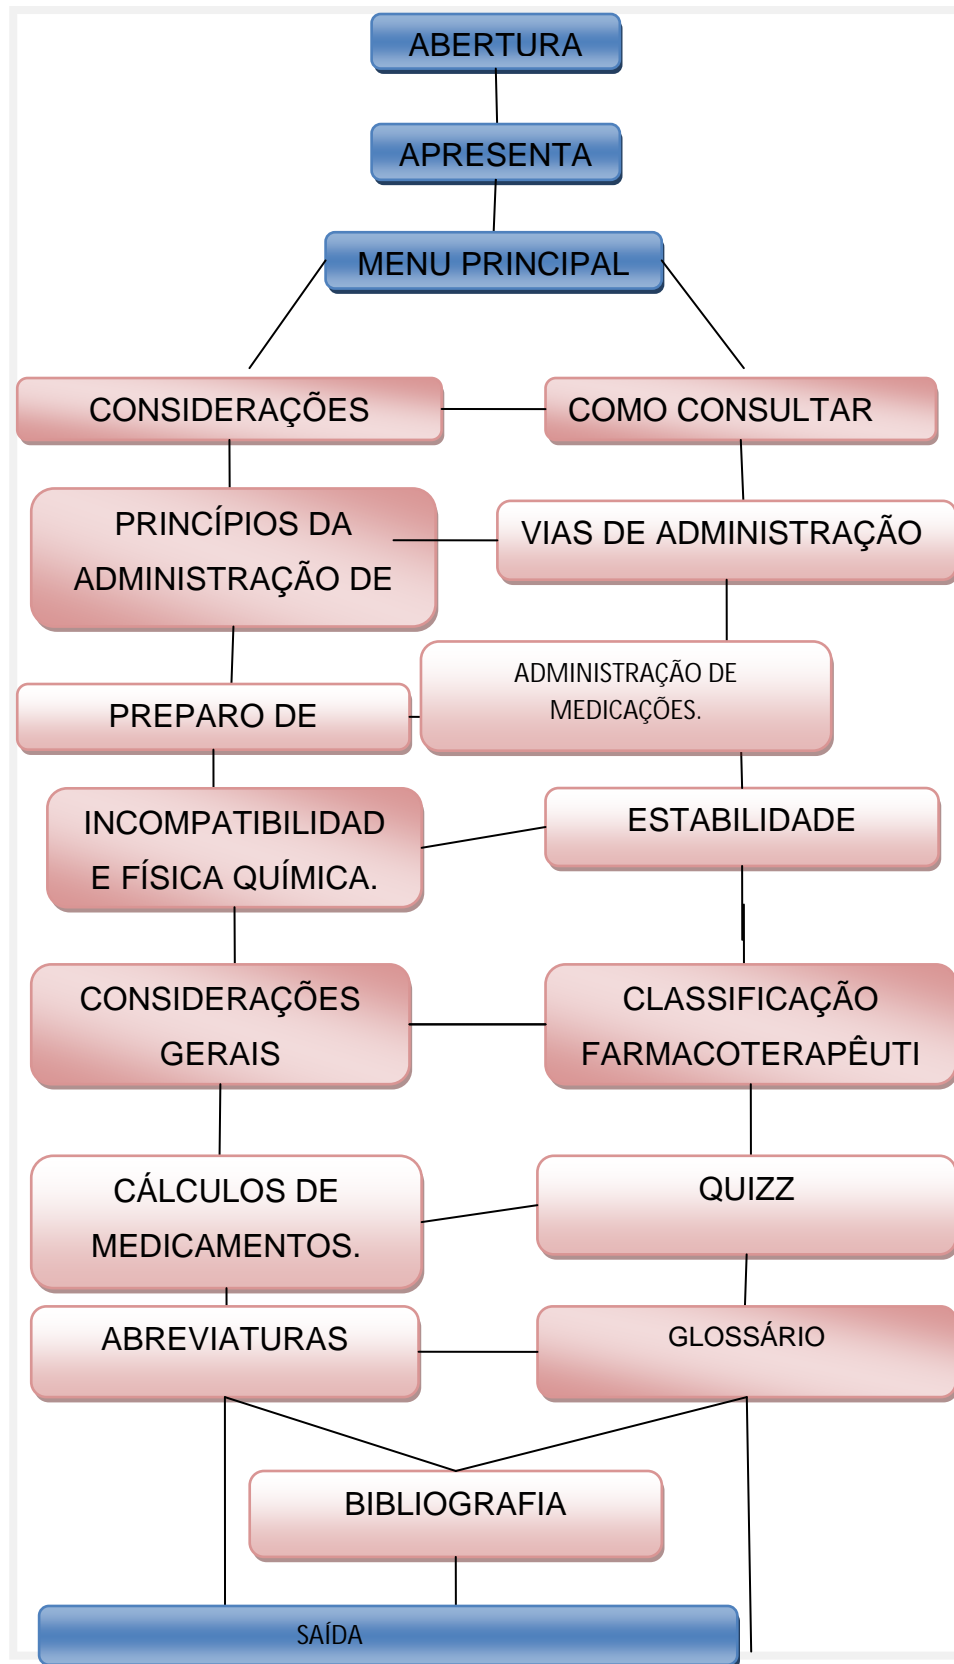 ABERTURA
APRESENTA
MENU PRINCIPAL
CONSIDERAÇÕES
COMO CONSULTAR
PRINCÍPIOS DA
ADMINISTRAÇÃO DE
VIAS DE ADMINISTRAÇÃO
PREPARO DE
ADMINISTRAÇÃO DE
MEDICAÇÕES.
INCOMPATIBILIDAD
E FÍSICA QUÍMICA.
ESTABILIDADE
CONSIDERAÇÕES
GERAIS
CLASSIFICAÇÃO
FARMACOTERAPÊUTI
CÁLCULOS DE
MEDICAMENTOS.
QUIZZ
ABREVIATURAS
GLOSSÁRIO
BIBLIOGRAFIA
SAÍDA